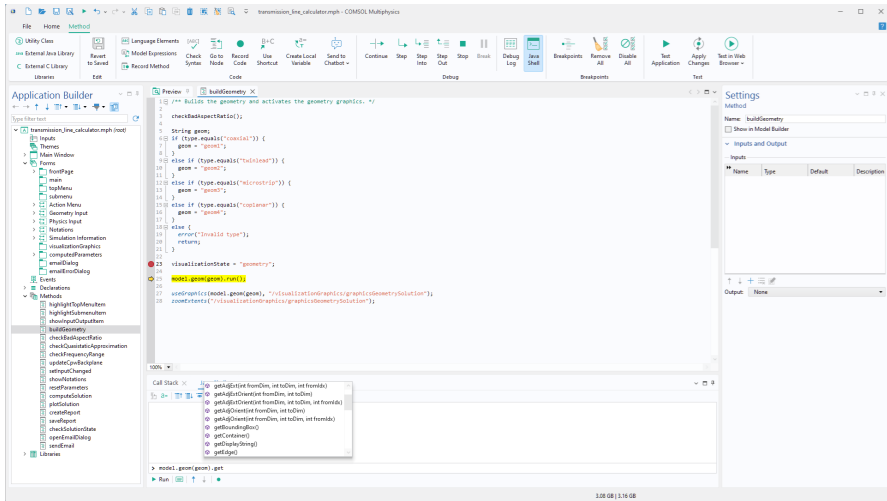 transmission_line_calculator.mph - COMSOL Multiphysics
File Home Method
Utility Class
External Java Library
External C Library
Libraries
Revert to Saved
Edit
Language Elements
Model Expressions
Record Method
Check Syntax
Go to Node
Record Code
Use Shortcut
Create Local Variable
Send to Chatbot
Code
Continue
Step
Step Into
Step Out
Stop
Break
Debug Log
Java Shell
Debug
Breakpoints
Remove All
Disable All
Breakpoints
Test Application
Apply Changes
Test in Web Browser
Test
Application Builder
Type filter text
transmission_line_calculator.mph (root)
Inputs
Themes
Main Window
Forms
frontPage
main
topMenu
submenu
Action Menu
Geometry Input
Physics Input
Notations
Simulation Information
visualizationGraphics
computedParameters
emailDialog
emailErrorDialog
Events
Declarations
Methods
highlightTopMenuItem
highlightSubmenuItem
showInputOutputItem
buildGeometry
checkBadAspectRatio
checkQuasistaticApproximation
checkFrequencyRange
updateCpwBackplane
setInputChanged
showNotations
resetParameters
computeSolution
plotSolution
createReport
saveReport
checkSolutionState
openEmailDialog
sendEmail
Libraries
Preview buildGeometry
1 /** Builds the geometry and activates the geometry graphics. */
2
3 checkBadAspectRatio();
4
5 String geom;
6 if (type.equals("coaxial")) {
7 geom = "geom1";
8 }
9 else if (type.equals("twinlead")) {
10 geom = "geom2";
11 }
12 else if (type.equals("microstrip")) {
13 geom = "geom3";
14 }
15 else if (type.equals("coplanar")) {
16 geom = "geom4";
17 }
18 else {
19 error("Invalid type");
20 return;
21 }
22
23 visualizationState = "geometry";
24
25 model.geom(geom).run();
26
27 useGraphics(model.geom(geom), "/visualizationGraphics/graphicsGeometrySolution");
28 zoomExtents("/visualizationGraphics/graphicsGeometrySolution");
100%
Call Stack
getAdjExt(int fromDim, int toDim, int fromIdx)
getAdjExtOrient(int fromDim, int toDim)
getAdjExtOrient(int fromDim, int toDim, int fromIdx)
getAdjOrient(int fromDim, int toDim)
getAdjOrient(int fromDim, int toDim, int fromIdx)
getBoundingBox()
getContainer()
getDisplayString()
getEdge()
> model.geom(geom).get
Run
Settings
Method
Name: buildGeometry
Show in Model Builder
Inputs and Output
Inputs
Name Type Default Description
Output: None
3.08 GB | 3.16 GB